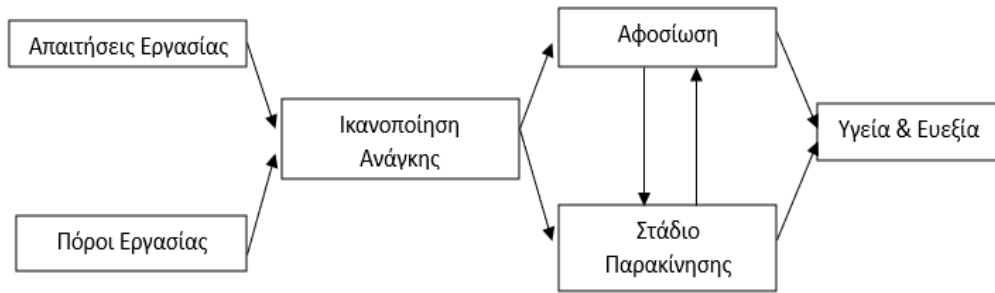 Απαιτήσεις Εργασίας
Πόροι Εργασίας
Ικανοποίηση
Ανάγκης
Αφοσίωση
Στάδιο
Παρακίνησης
Υγεία & Ευεξία